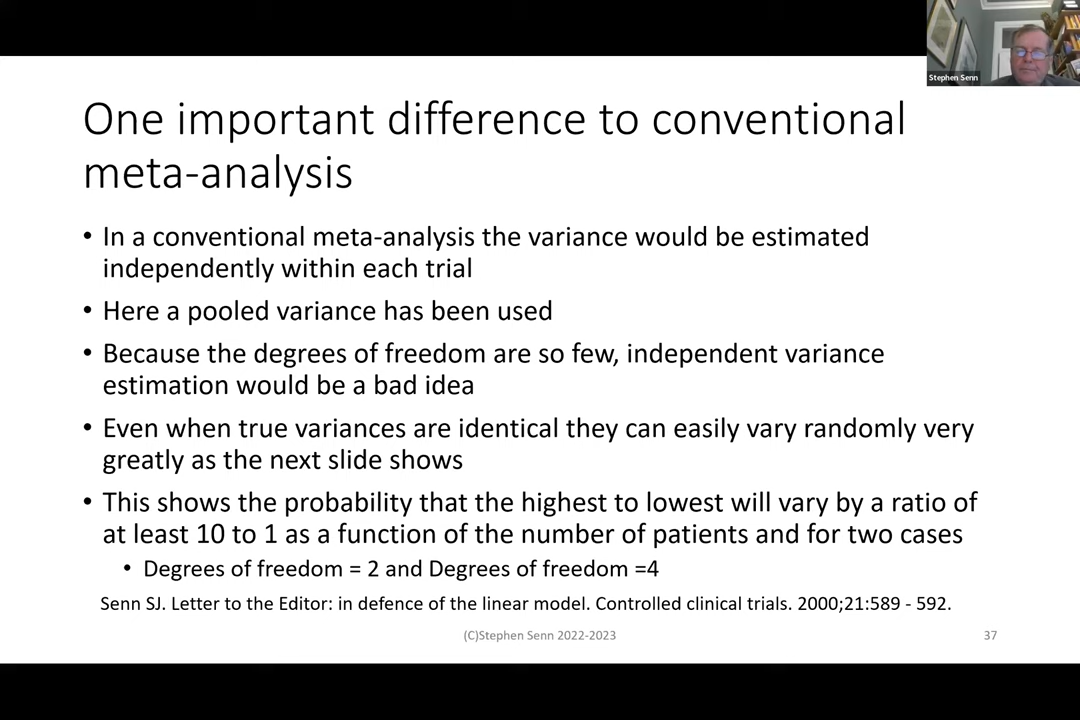 Stephen Senn
One important difference to conventional
meta-analysis
• In a conventional meta-analysis the variance would be estimated
independently within each trial
• Here a pooled variance has been used
• Because the degrees of freedom are so few, independent variance
estimation would be a bad idea
• Even when true variances are identical they can easily vary randomly very
greatly as the next slide shows
• This shows the probability that the highest to lowest will vary by a ratio of
at least 10 to 1 as a function of the number of patients and for two cases
• Degrees of freedom = 2 and Degrees of freedom =4
Senn SJ. Letter to the Editor: in defence of the linear model. Controlled clinical trials. 2000;21:589 - 592.
(C)Stephen Senn 2022-2023
37